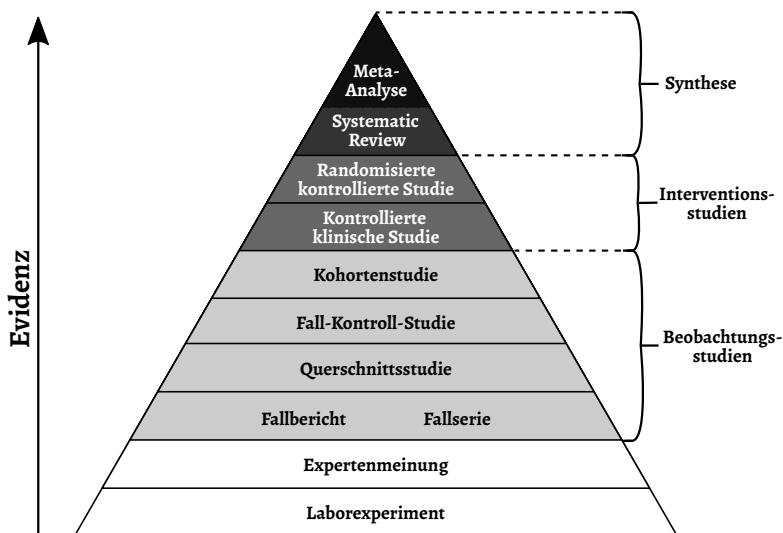 Meta-
Analyse
Synthese
Systematic
Review
Randomisierte
kontrollierte Studie
Interventions-
studien
Kontrollierte
klinische Studie
Kohortenstudie
Evidenz
Fall-Kontroll-Studie
Beobachtungs-
studien
Querschnittsstudie
Fallbericht Fallserie
Expertenmeinung
Laborexperiment